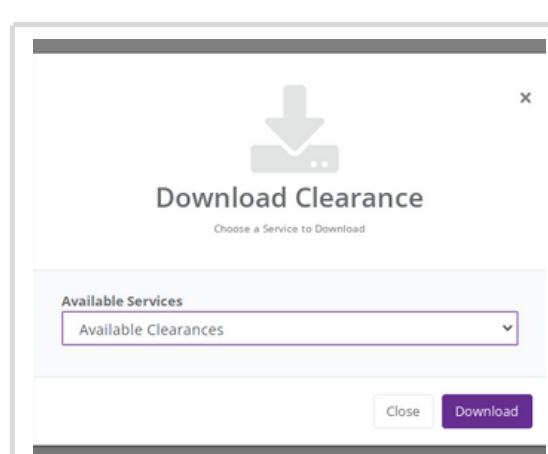 ×
Download Clearance
Choose a Service to Download
Available Services
Available Clearances
Close Download